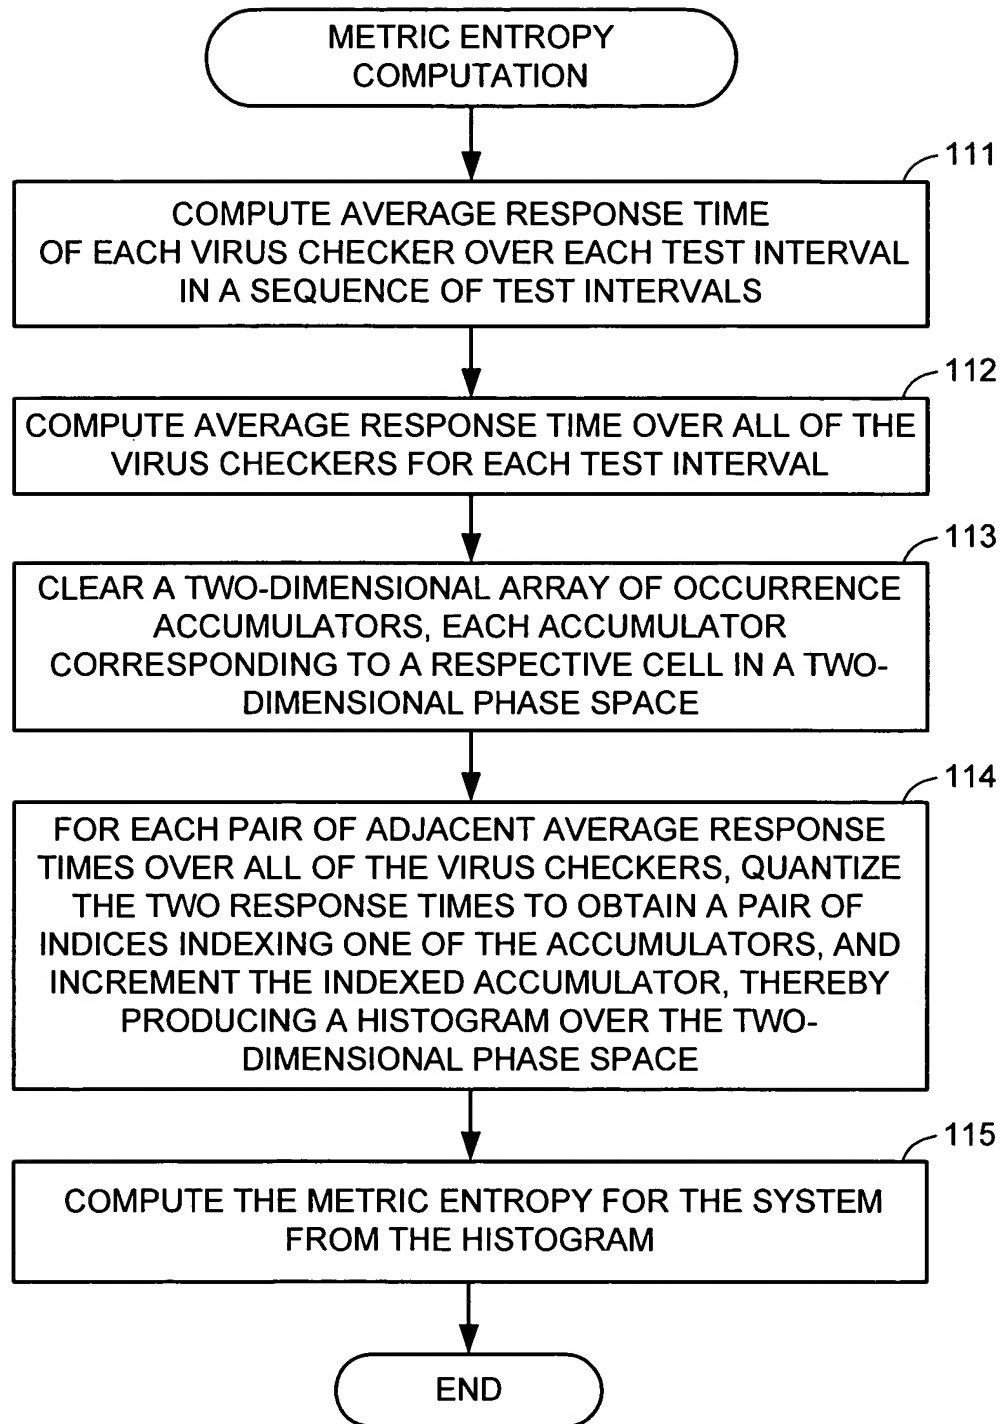 METRIC ENTROPY
COMPUTATION
111
COMPUTE AVERAGE RESPONSE TIME
OF EACH VIRUS CHECKER OVER EACH TEST INTERVAL
IN A SEQUENCE OF TEST INTERVALS
112
COMPUTE AVERAGE RESPONSE TIME OVER ALL OF THE
VIRUS CHECKERS FOR EACH TEST INTERVAL
113
CLEAR A TWO-DIMENSIONAL ARRAY OF OCCURRENCE
ACCUMULATORS, EACH ACCUMULATOR
CORRESPONDING TO A RESPECTIVE CELL IN A TWO-
DIMENSIONAL PHASE SPACE
114
FOR EACH PAIR OF ADJACENT AVERAGE RESPONSE
TIMES OVER ALL OF THE VIRUS CHECKERS, QUANTIZE
THE TWO RESPONSE TIMES TO OBTAIN A PAIR OF
INDICES INDEXING ONE OF THE ACCUMULATORS, AND
INCREMENT THE INDEXED ACCUMULATOR, THEREBY
PRODUCING A HISTOGRAM OVER THE TWO-
DIMENSIONAL PHASE SPACE
115
COMPUTE THE METRIC ENTROPY FOR THE SYSTEM
FROM THE HISTOGRAM
END